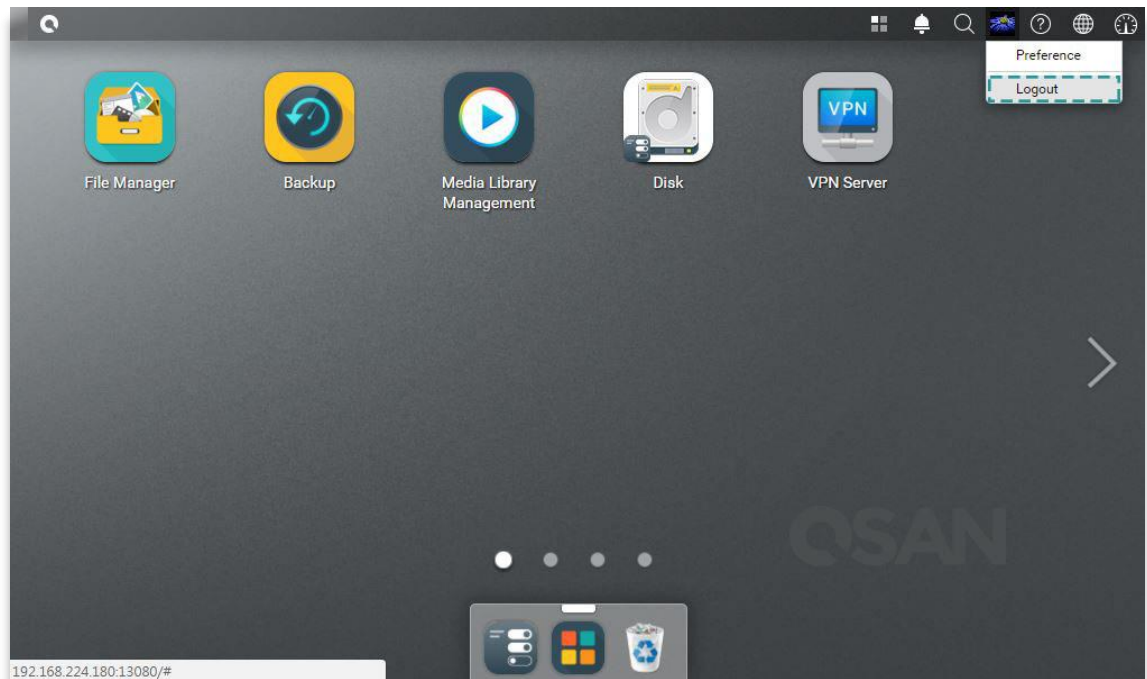 Preference
Logout
VPN
File Manager
Backup
Media Library
Management
Disk
VPN Server
QSAN
192.168.224.180:13080/#